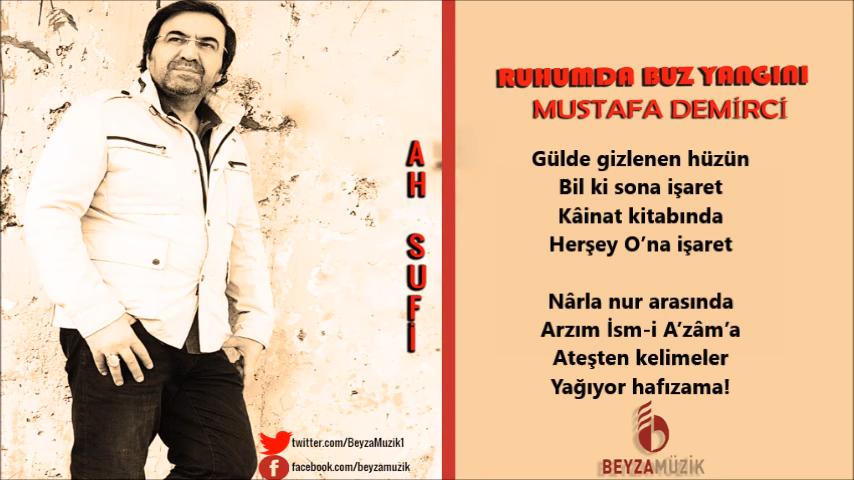 AH SUFİ
twitter.com/BeyzaMuzik1
facebook.com/beyzamuzik
RUHUMDA BUZ YANGINI
MUSTAFA DEMİRCİ
Gülde gizlenen hüzün
Bil ki sona işaret
Kâinat kitabında
Herşey O’na işaret
Nârla nur arasında
Arzım İsm-i A’zâm’a
Ateşten kelimeler
Yağıyor hafızama!
BEYZAMÜZİK